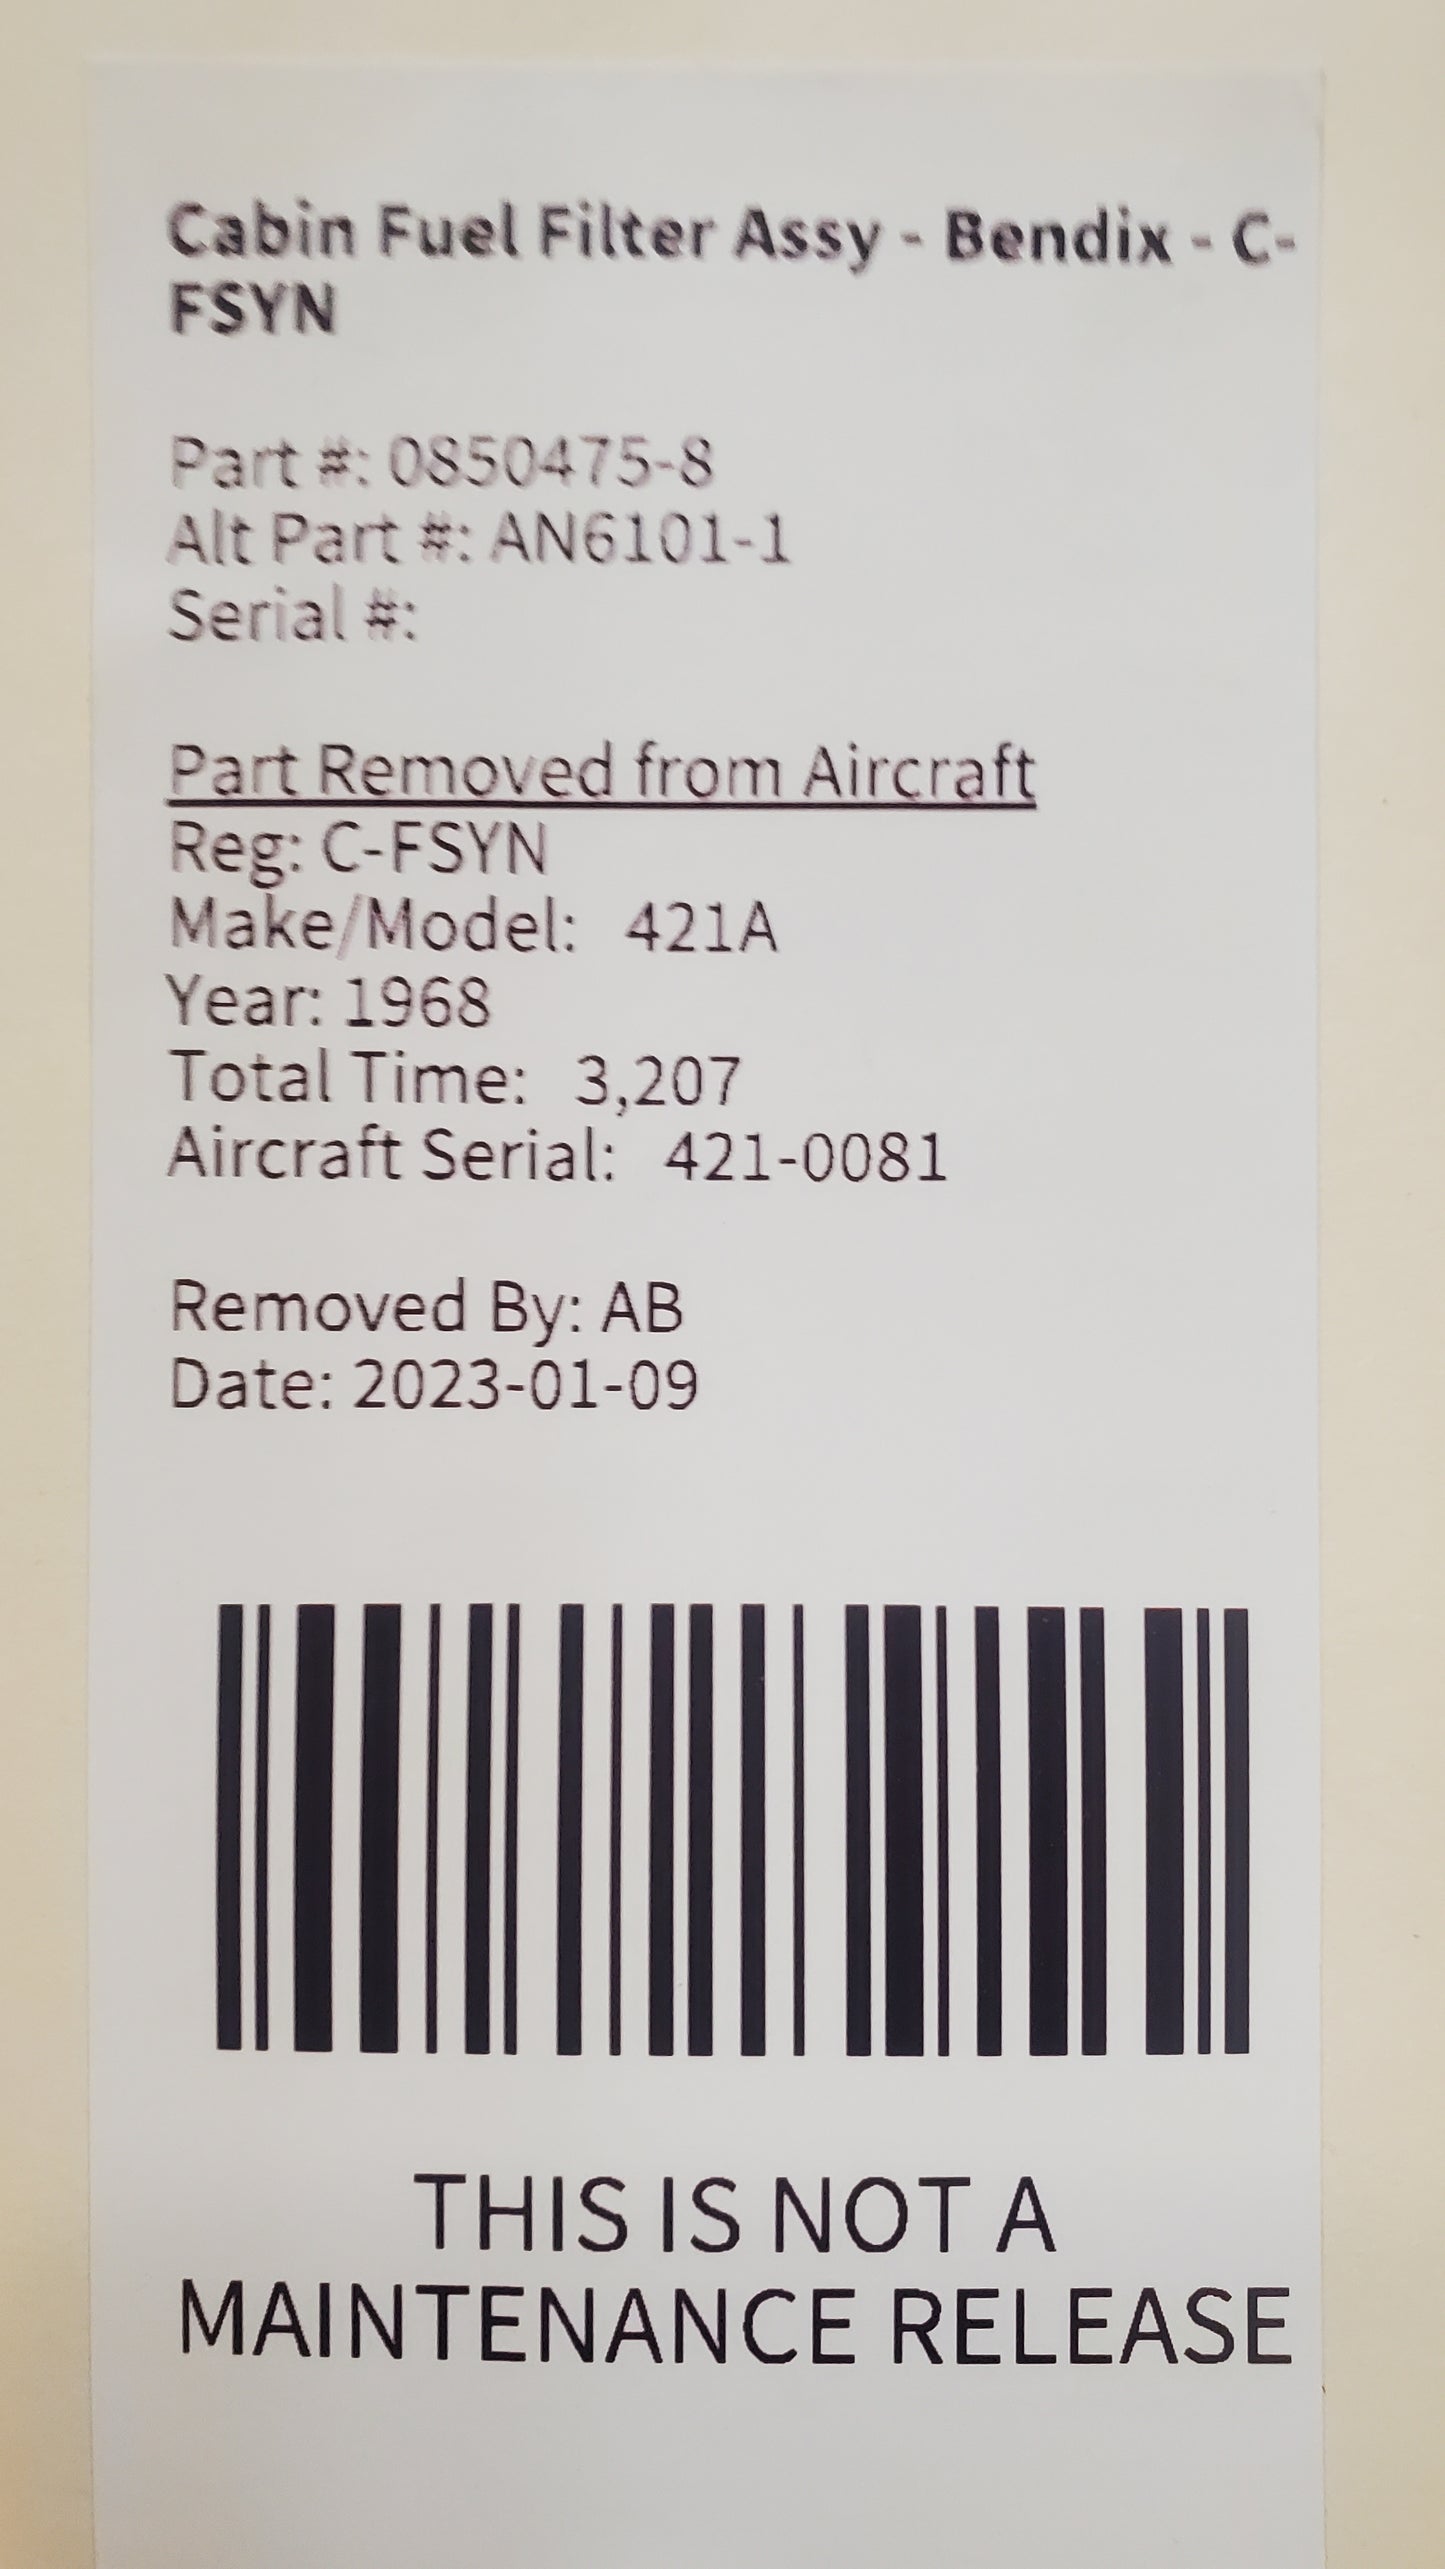 Cabin Fuel Filter Assy - Bendix - C-
FSYN
Part #: 0850475-8
Alt Part #: AN6101-1
Serial #:
Part Removed from Aircraft
Reg: C-FSYN
Make/Model: 421A
Year: 1968
Total Time: 3,207
Aircraft Serial: 421-0081
Removed By: AB
Date: 2023-01-09
THIS IS NOT A
MAINTENANCE RELEASE